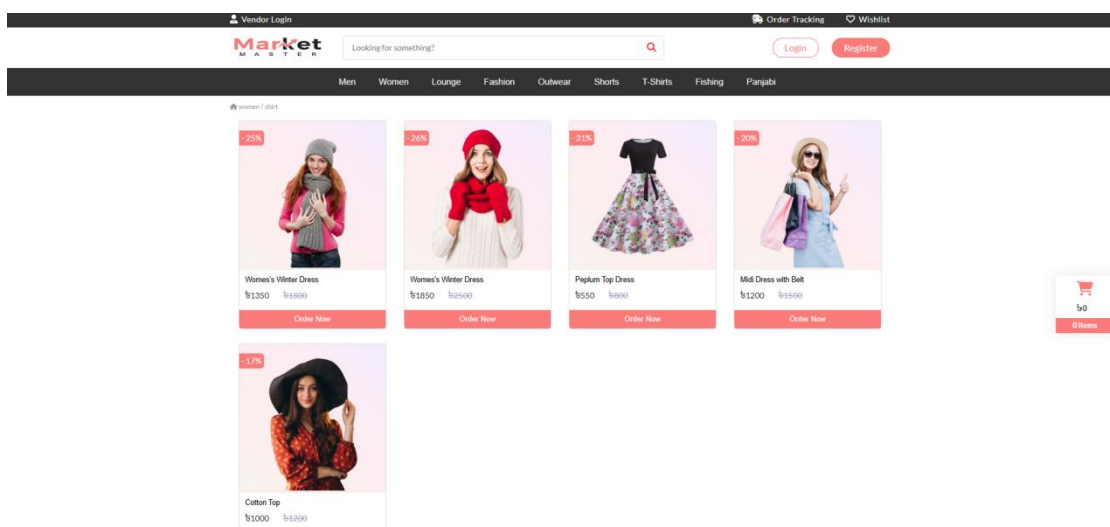 Vendor Login Order Tracking Wishlist
Market
MASTER
Looking for something?
Login Register
Men Women Lounge Fashion Outwear Shorts T-Shirts Fishing Panjabi
women / shirt
- 25% - 26% - 31% - 20%
Womes's Winter Dress Womes's Winter Dress Peplum Top Dress Midi Dress with Belt
৳1350 ৳1800 ৳1850 ৳2500 ৳550 ৳800 ৳1200 ৳1500
Order Now Order Now Order Now Order Now
৳0
0 items
- 17%
Cotton Top
৳1000 ৳1200